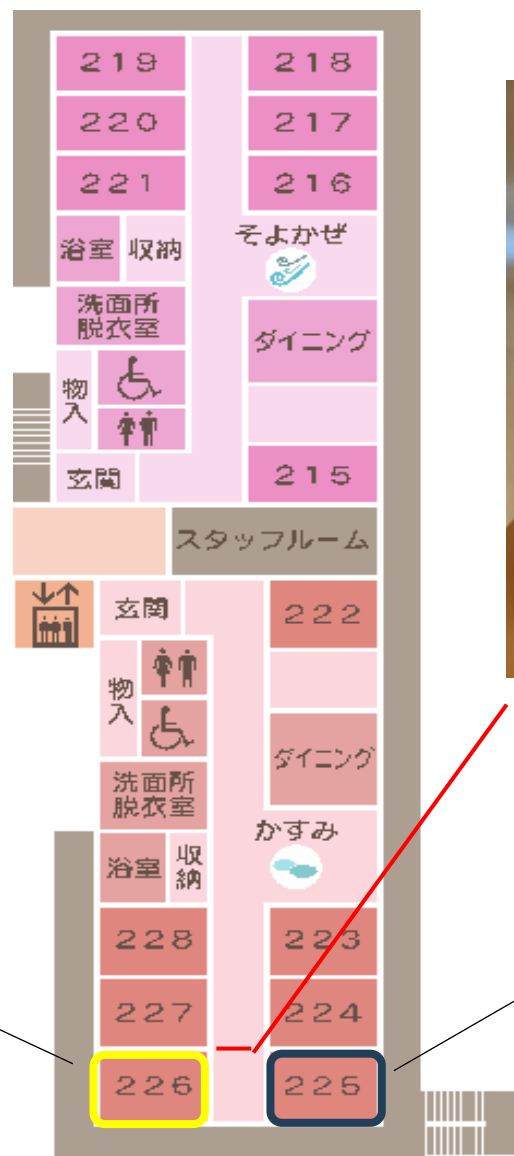 219 218
220 217
221 216
浴室 収納 そよかぜ
洗面所
脱衣室
ダイニング
物入
玄関 215
スタッフルーム
玄関 222
物入
ダイニング
洗面所
脱衣室
かすみ
浴室 収納
228 223
227 224
226 225